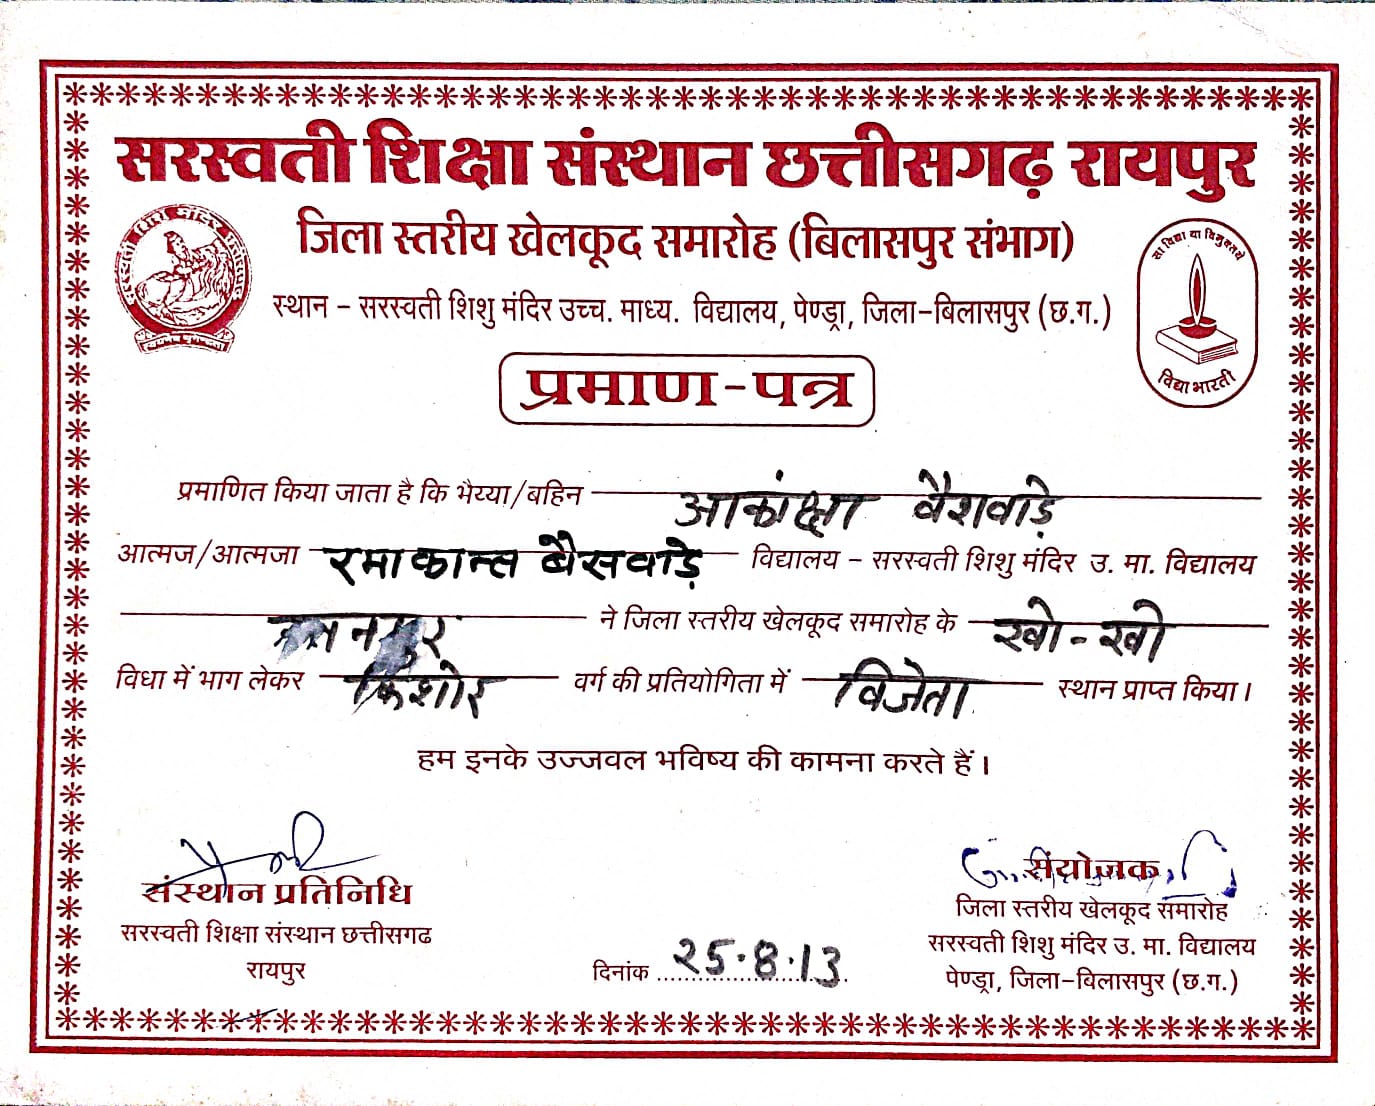 सरस्वती शिक्षा संस्थान छत्तीसगढ़ रायपुर
जिला स्तरीय खेलकूद समारोह (बिलासपुर संभाग)
स्थान - सरस्वती शिशु मंदिर उच्च. माध्य. विद्यालय, पेण्ड्रा, जिला-बिलासपुर (छ.ग.)
सा विद्या या विमुक्तये
विद्या भारती
प्रमाण-पत्र
प्रमाणित किया जाता है कि भैय्या/बहिन आकांक्षा वैशवाड़े
आत्मज/आत्मजा रमाकान्त बैसवाड़े विद्यालय - सरस्वती शिशु मंदिर उ. मा. विद्यालय
रतनपुर ने जिला स्तरीय खेलकूद समारोह के खो-खो
विधा में भाग लेकर किशोर वर्ग की प्रतियोगिता में विजेता स्थान प्राप्त किया।
हम इनके उज्जवल भविष्य की कामना करते हैं।
संस्थान प्रतिनिधि
सरस्वती शिक्षा संस्थान छत्तीसगढ
रायपुर
दिनांक 25.8.13
संयोजक
जिला स्तरीय खेलकूद समारोह
सरस्वती शिशु मंदिर उ. मा. विद्यालय
पेण्ड्रा, जिला-बिलासपुर (छ.ग.)